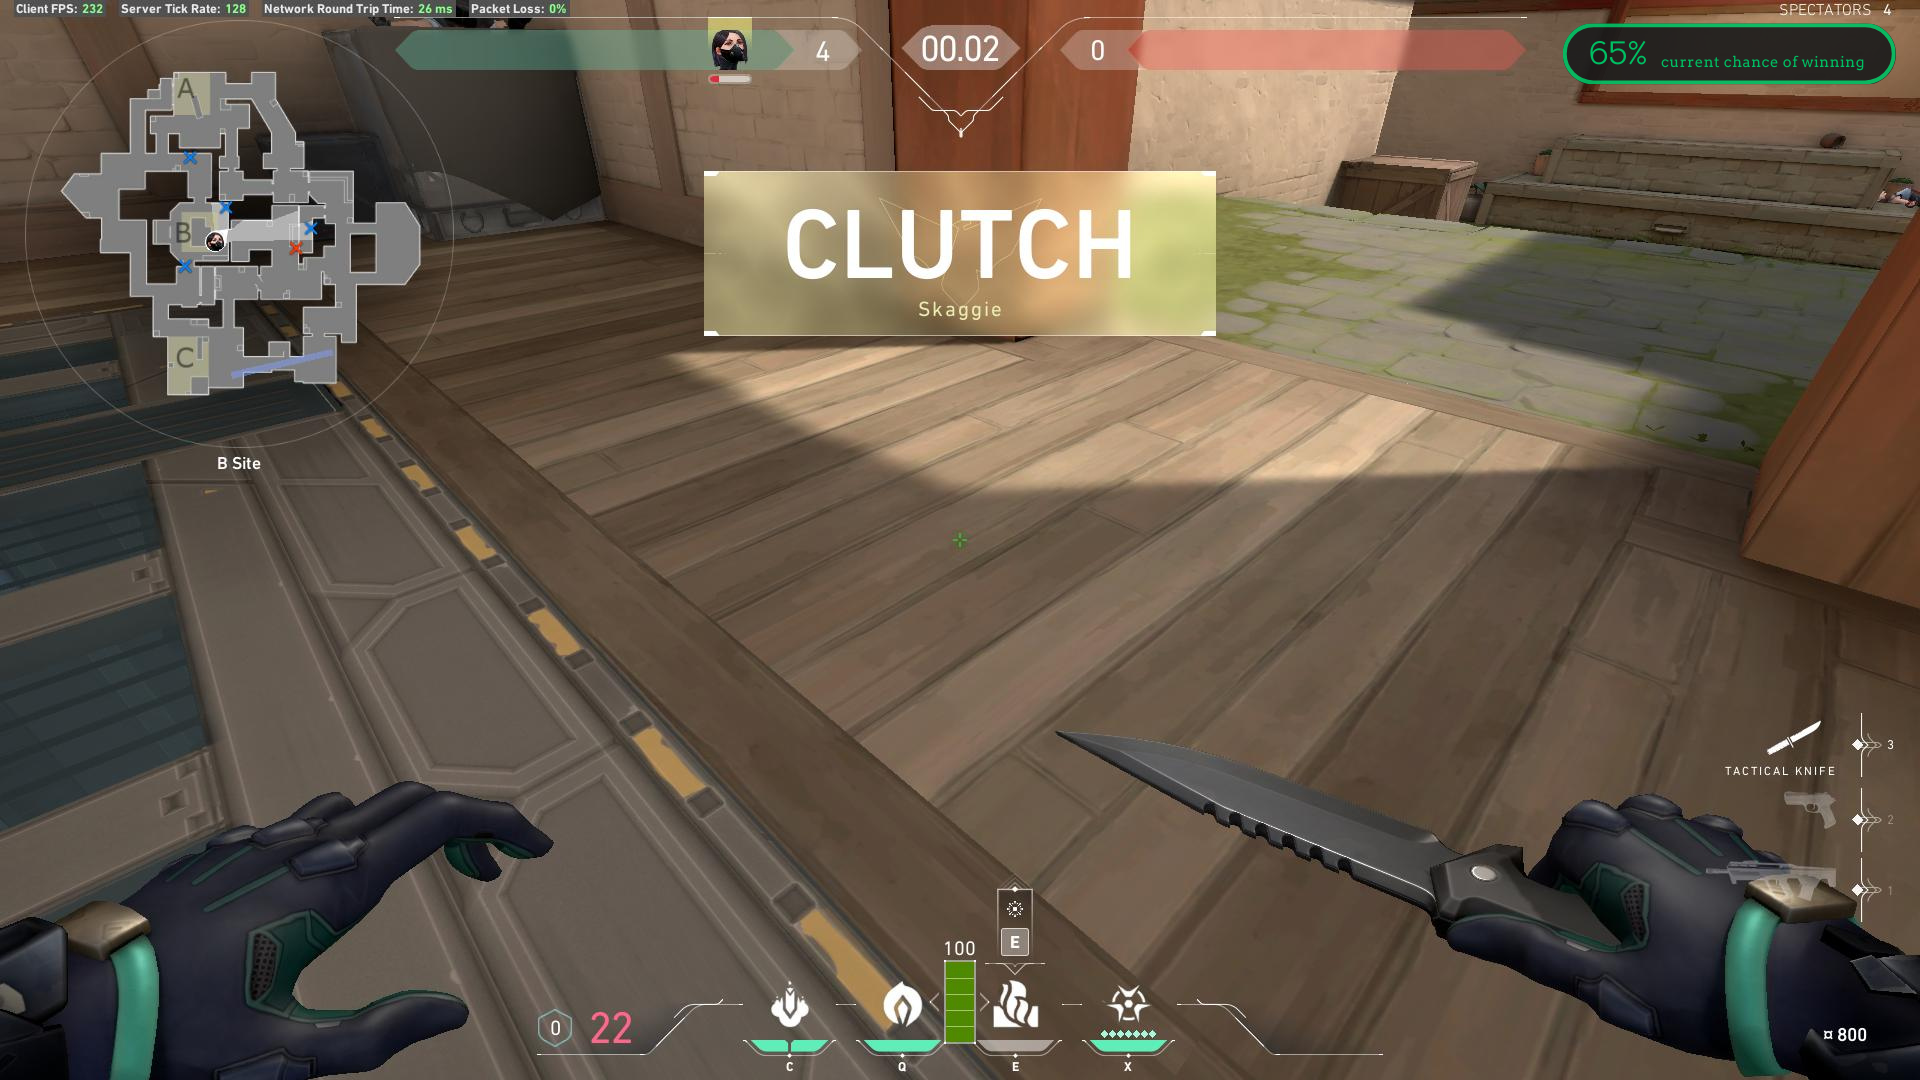 Client FPS: 232 Server Tick Rate: 128 Network Round Trip Time: 26 ms Packet Loss: 0%
SPECTATORS 4
4 00.02 0
65% current chance of winning
A
B
C
B Site
CLUTCH
Skaggie
3
TACTICAL KNIFE
2
1
E
100
0 22
C Q E X
¤ 800